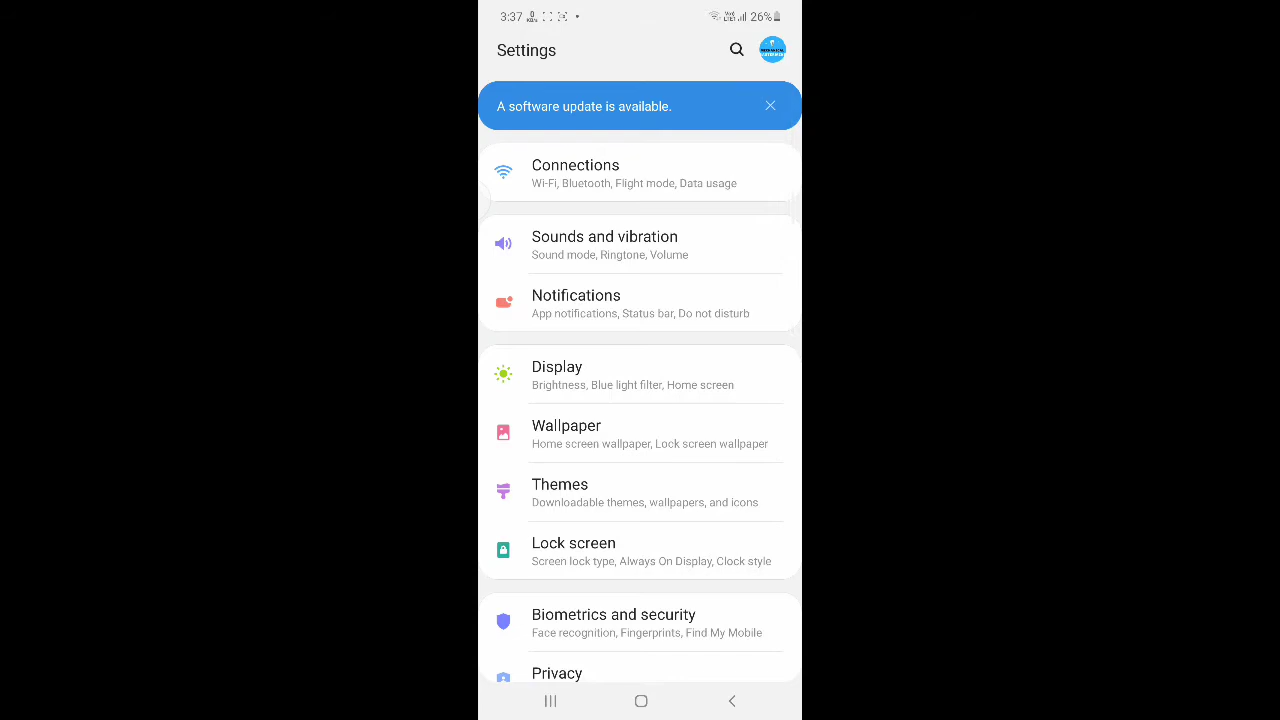 3:37 26%
Settings
A software update is available.
Connections
Wi-Fi, Bluetooth, Flight mode, Data usage
Sounds and vibration
Sound mode, Ringtone, Volume
Notifications
App notifications, Status bar, Do not disturb
Display
Brightness, Blue light filter, Home screen
Wallpaper
Home screen wallpaper, Lock screen wallpaper
Themes
Downloadable themes, wallpapers, and icons
Lock screen
Screen lock type, Always On Display, Clock style
Biometrics and security
Face recognition, Fingerprints, Find My Mobile
Privacy